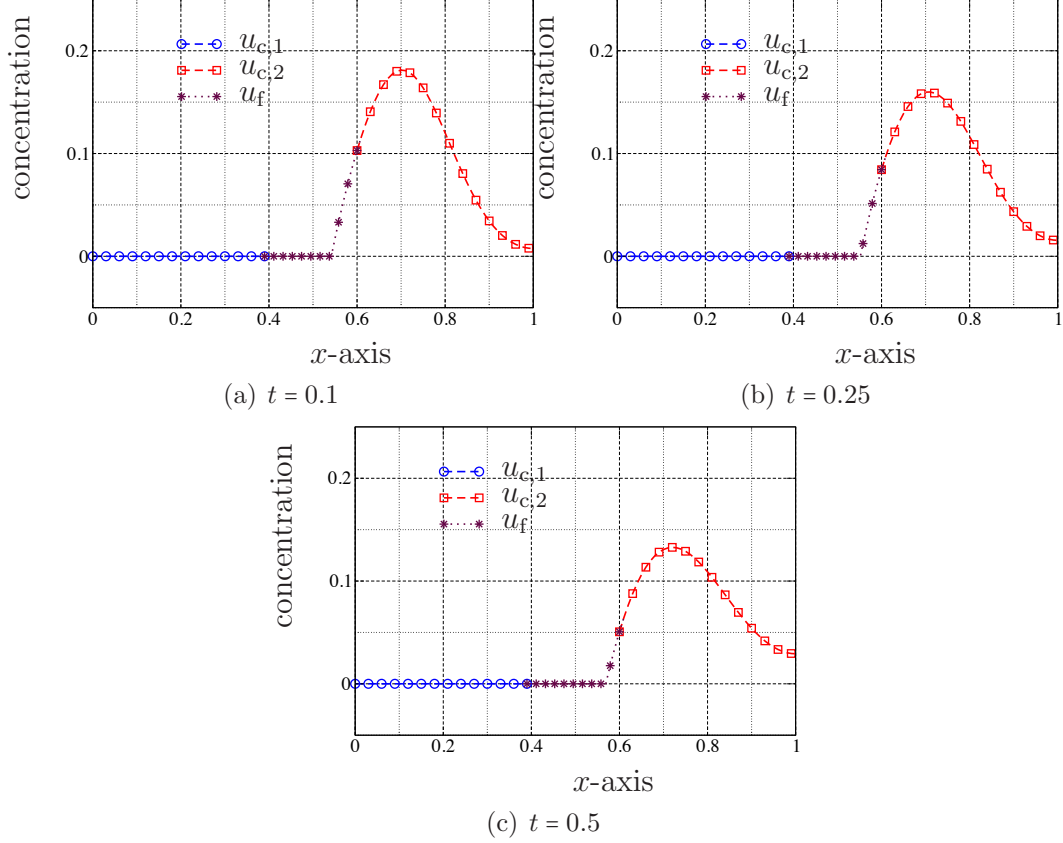 concentration
0.2
0.1
0
u_c,1
u_c,2
u_f
0 0.2 0.4 0.6 0.8 1
x-axis
(a) t = 0.1
concentration
0.2
0.1
0
u_c,1
u_c,2
u_f
0 0.2 0.4 0.6 0.8 1
x-axis
(b) t = 0.25
concentration
0.2
0.1
0
u_c,1
u_c,2
u_f
0 0.2 0.4 0.6 0.8 1
x-axis
(c) t = 0.5